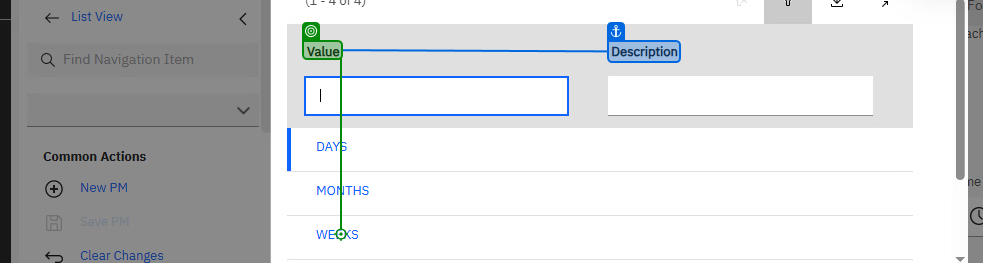 (1 - 4 of 4)
List View
Find Navigation Item
Value
Description
Common Actions
DAYS
New PM
MONTHS
Save PM
WEEKS
Clear Changes